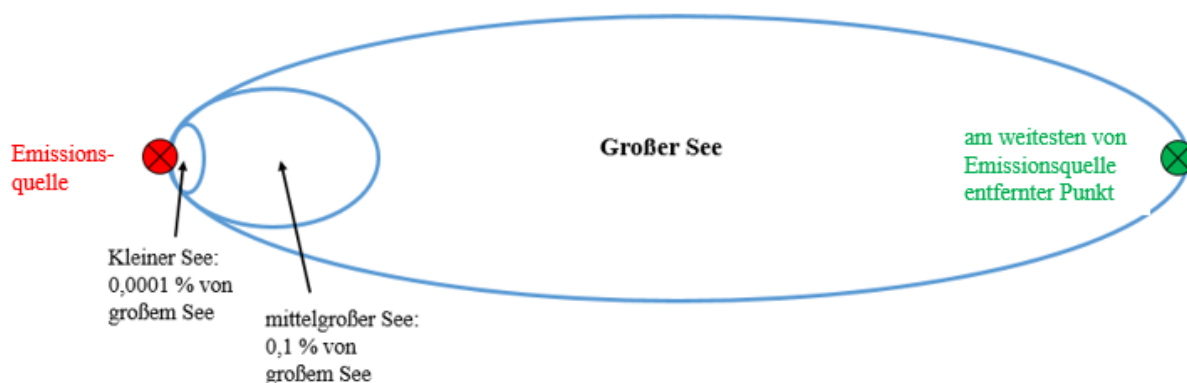 Emissions-
quelle
Großer See
am weitesten von
Emissionsquelle
entfernter Punkt
Kleiner See:
0,0001 % von
großem See
mittelgroßer See:
0,1 % von
großem See